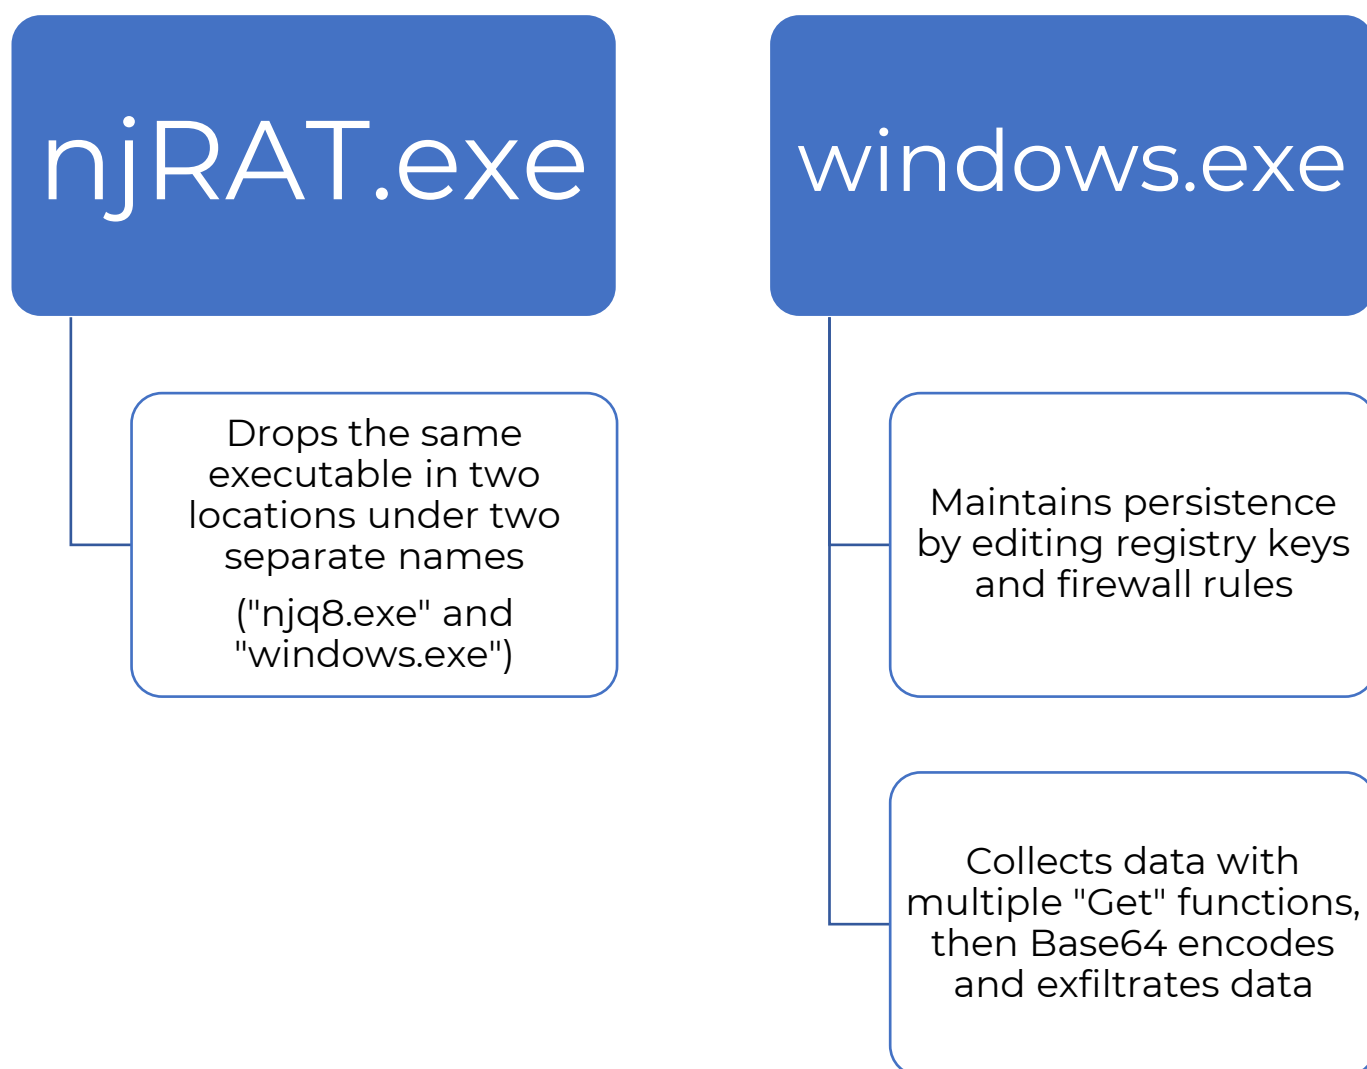 njRAT.exe
Drops the same
executable in two
locations under two
separate names
("njq8.exe" and
"windows.exe")
windows.exe
Maintains persistence
by editing registry keys
and firewall rules
Collects data with
multiple "Get" functions,
then Base64 encodes
and exfiltrates data